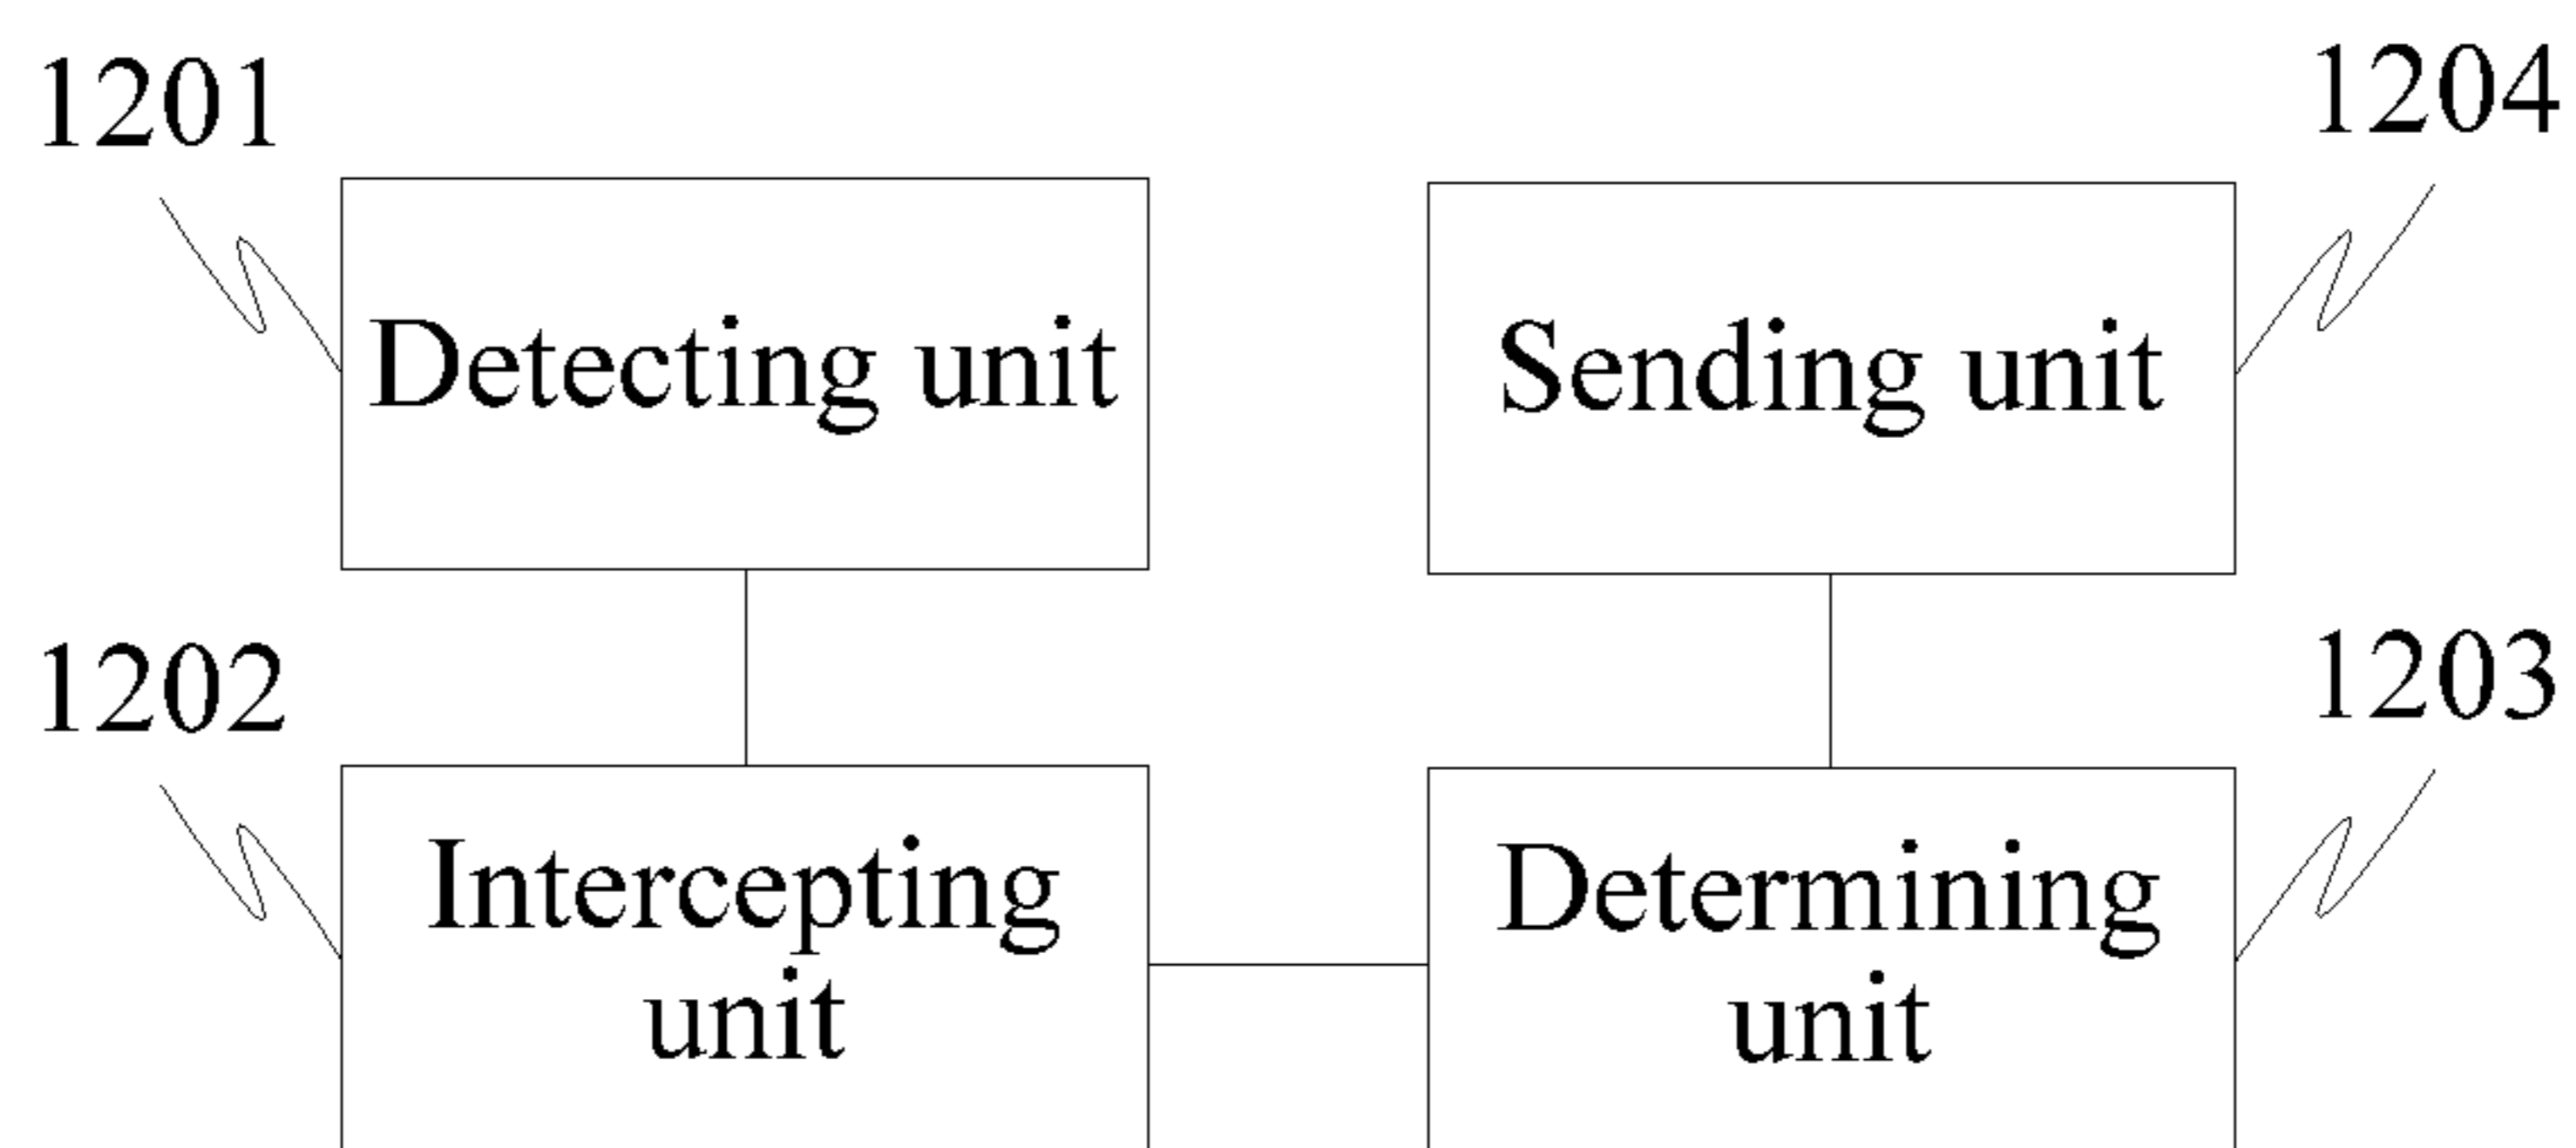 1201
1204
Detecting unit
Sending unit
1202
1203
Intercepting
unit
Determining
unit